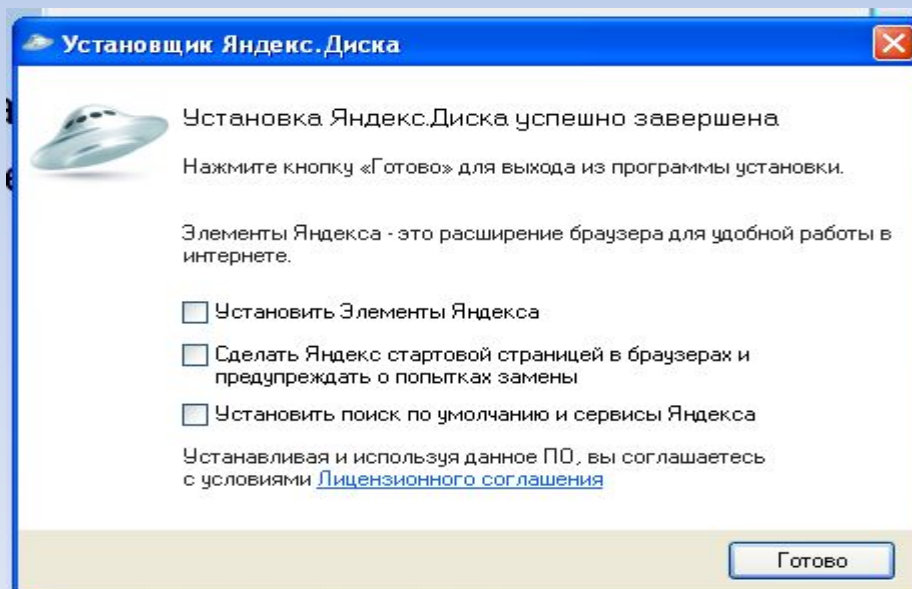 Установщик Яндекс.Диска
Установка Яндекс.Диска успешно завершена
Нажмите кнопку «Готово» для выхода из программы установки.
Элементы Яндекса - это расширение браузера для удобной работы в
интернете.
Установить Элементы Яндекса
Сделать Яндекс стартовой страницей в браузерах и
предупреждать о попытках замены
Установить поиск по умолчанию и сервисы Яндекса
Устанавливая и используя данное ПО, вы соглашаетесь
с условиями Лицензионного соглашения
Готово